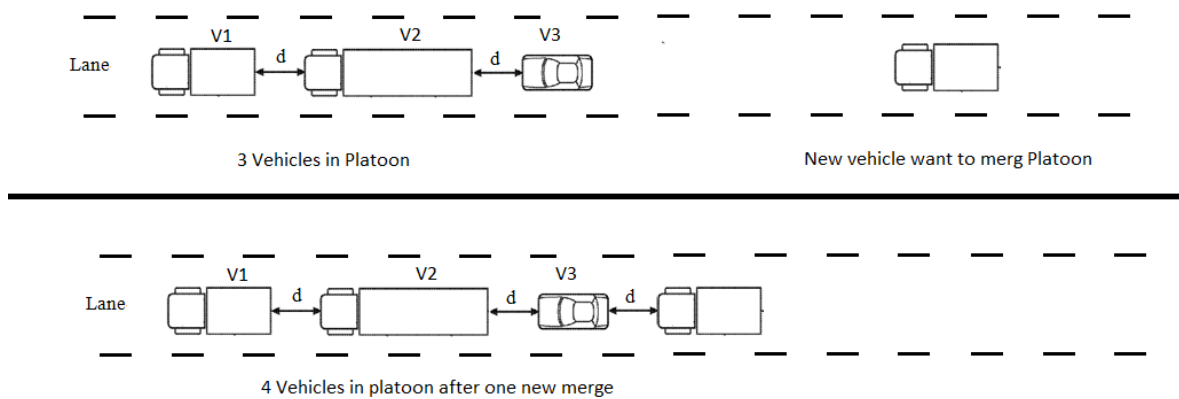 V1 V2 V3
Lane d d
3 Vehicles in Platoon New vehicle want to merg Platoon
V1 V2 V3
Lane d d d
4 Vehicles in platoon after one new merge